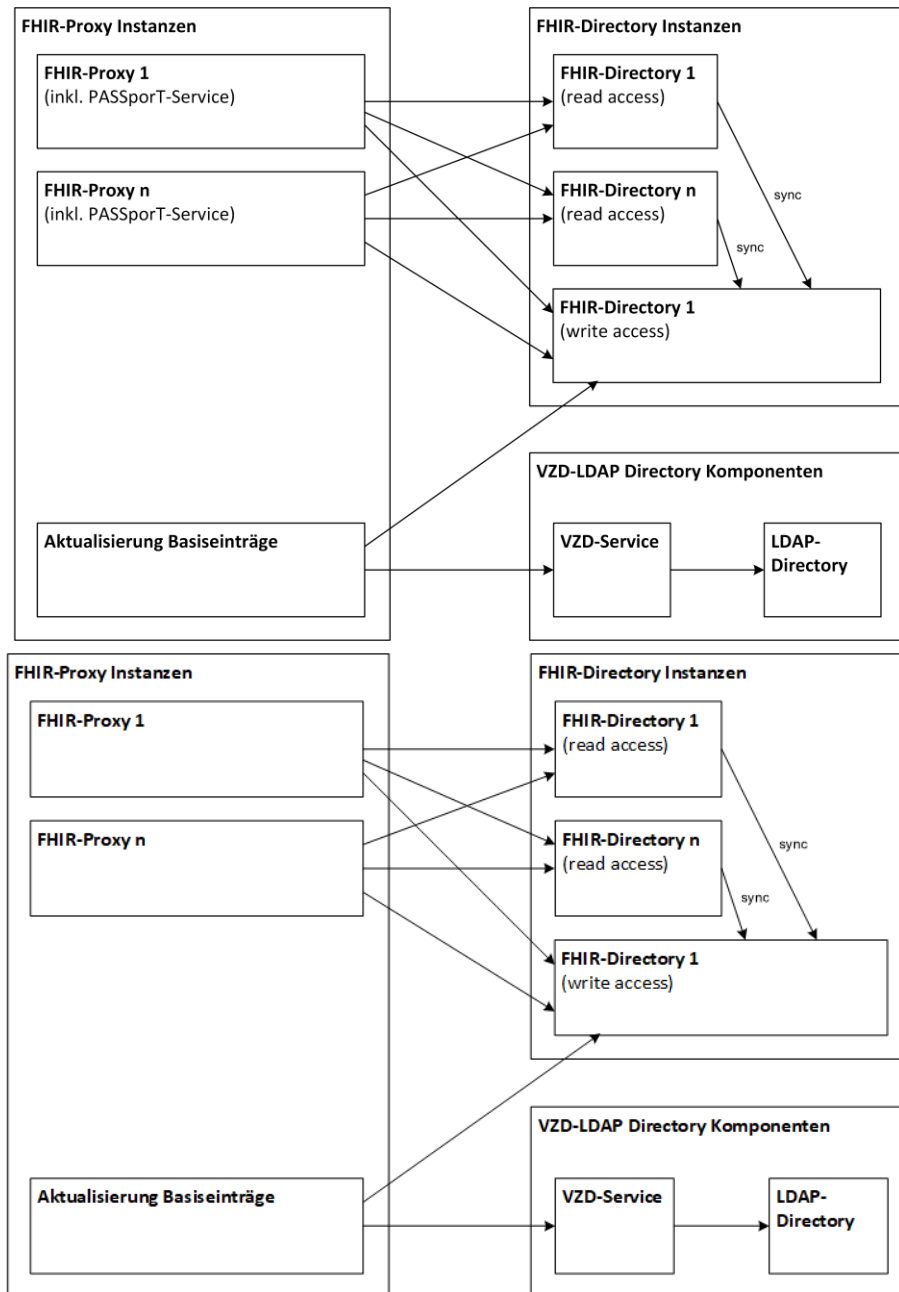 FHIR-Proxy Instanzen
FHIR-Proxy 1
(inkl. PASSporT-Service)
FHIR-Proxy n
(inkl. PASSporT-Service)
Aktualisierung Basiseinträge
FHIR-Directory Instanzen
FHIR-Directory 1
(read access)
FHIR-Directory n
(read access)
sync
sync
FHIR-Directory 1
(write access)
VZD-LDAP Directory Komponenten
VZD-Service
LDAP-
Directory
FHIR-Proxy Instanzen
FHIR-Proxy 1
FHIR-Proxy n
Aktualisierung Basiseinträge
FHIR-Directory Instanzen
FHIR-Directory 1
(read access)
FHIR-Directory n
(read access)
sync
sync
FHIR-Directory 1
(write access)
VZD-LDAP Directory Komponenten
VZD-Service
LDAP-
Directory